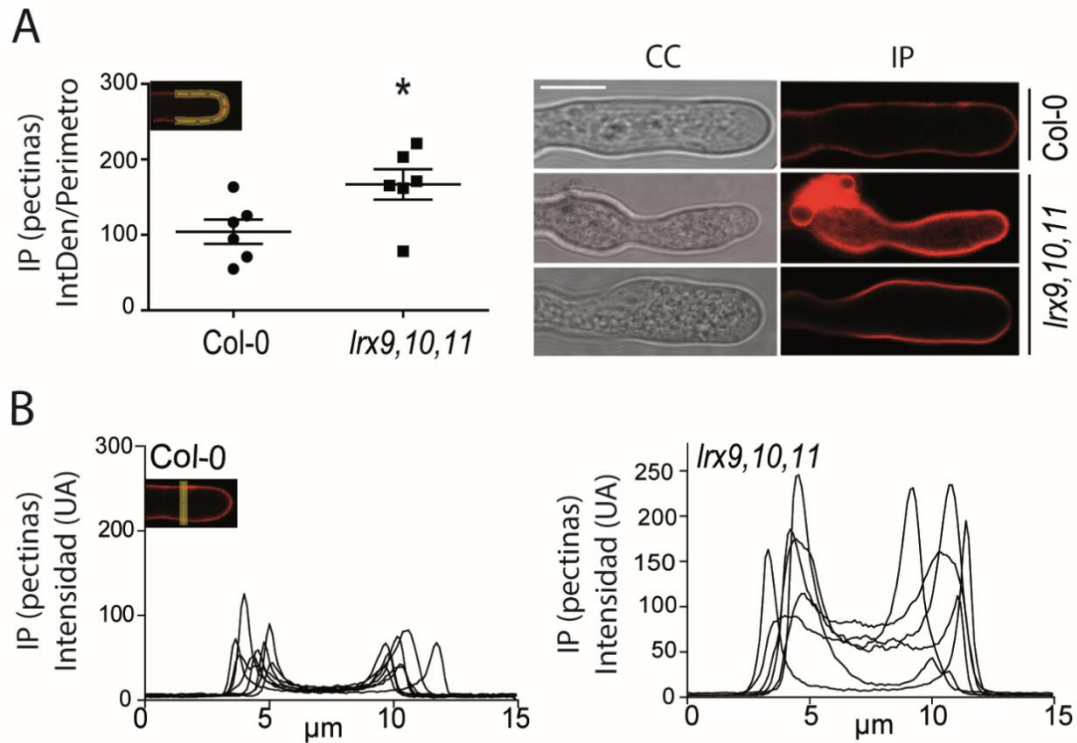 A
IP (pectinas)
IntDen/Perimetro
300
200
100
0
*
Col-0
lrx9,10,11
CC
IP
Col-0
lrx9,10,11
B
IP (pectinas)
Intensidad (UA)
300
200
100
0
Col-0
0
5
10
15
µm
IP (pectinas)
Intensidad (UA)
250
200
150
100
50
0
lrx9,10,11
0
5
10
15
µm